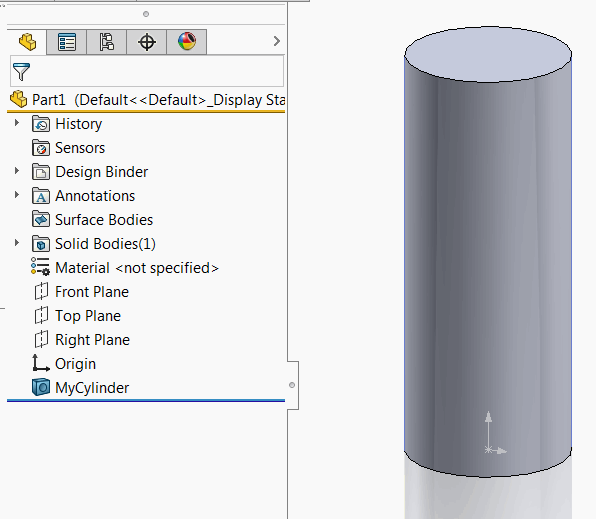 Part1 (Default<<Default>_Display Sta
History
Sensors
Design Binder
Annotations
Surface Bodies
Solid Bodies(1)
Material <not specified>
Front Plane
Top Plane
Right Plane
Origin
MyCylinder